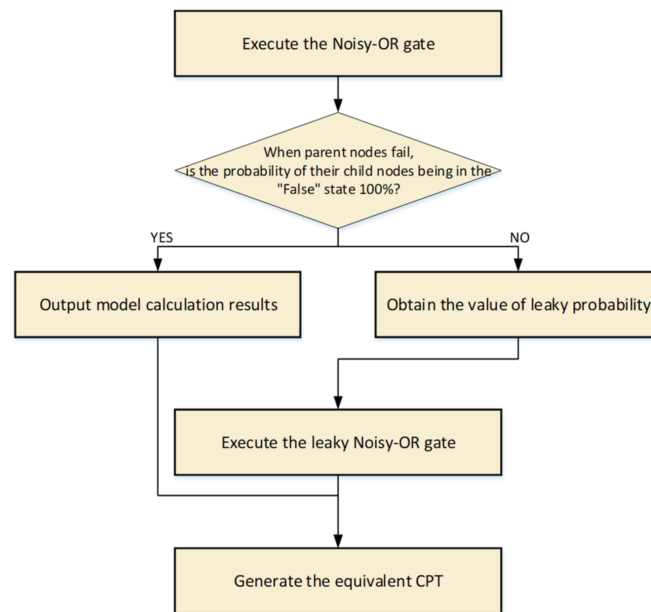 Execute the Noisy-OR gate
When parent nodes fail,
is the probability of their child nodes being in the
"False" state 100%?
YES
NO
Output model calculation results
Obtain the value of leaky probability
Execute the leaky Noisy-OR gate
Generate the equivalent CPT